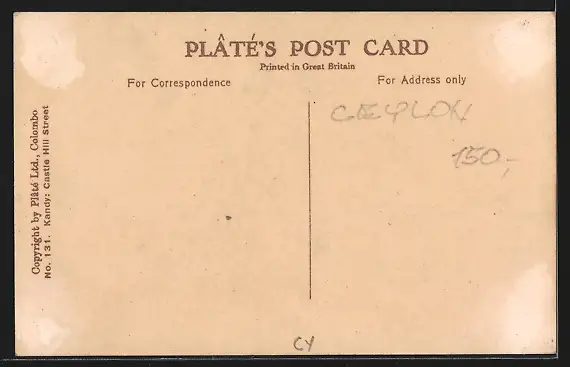 PLÂTÉ'S POST CARD
Printed in Great Britain
For Correspondence
For Address only
CEYLON
150,-
Copyright by Plâté Ltd., Colombo
No. 131. Kandy: Castle Hill Street
CY